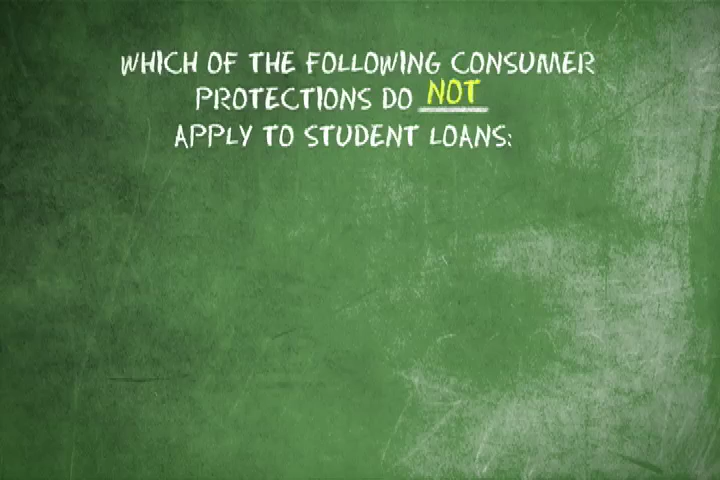 WHICH OF THE FOLLOWING CONSUMER
PROTECTIONS DO NOT
APPLY TO STUDENT LOANS: